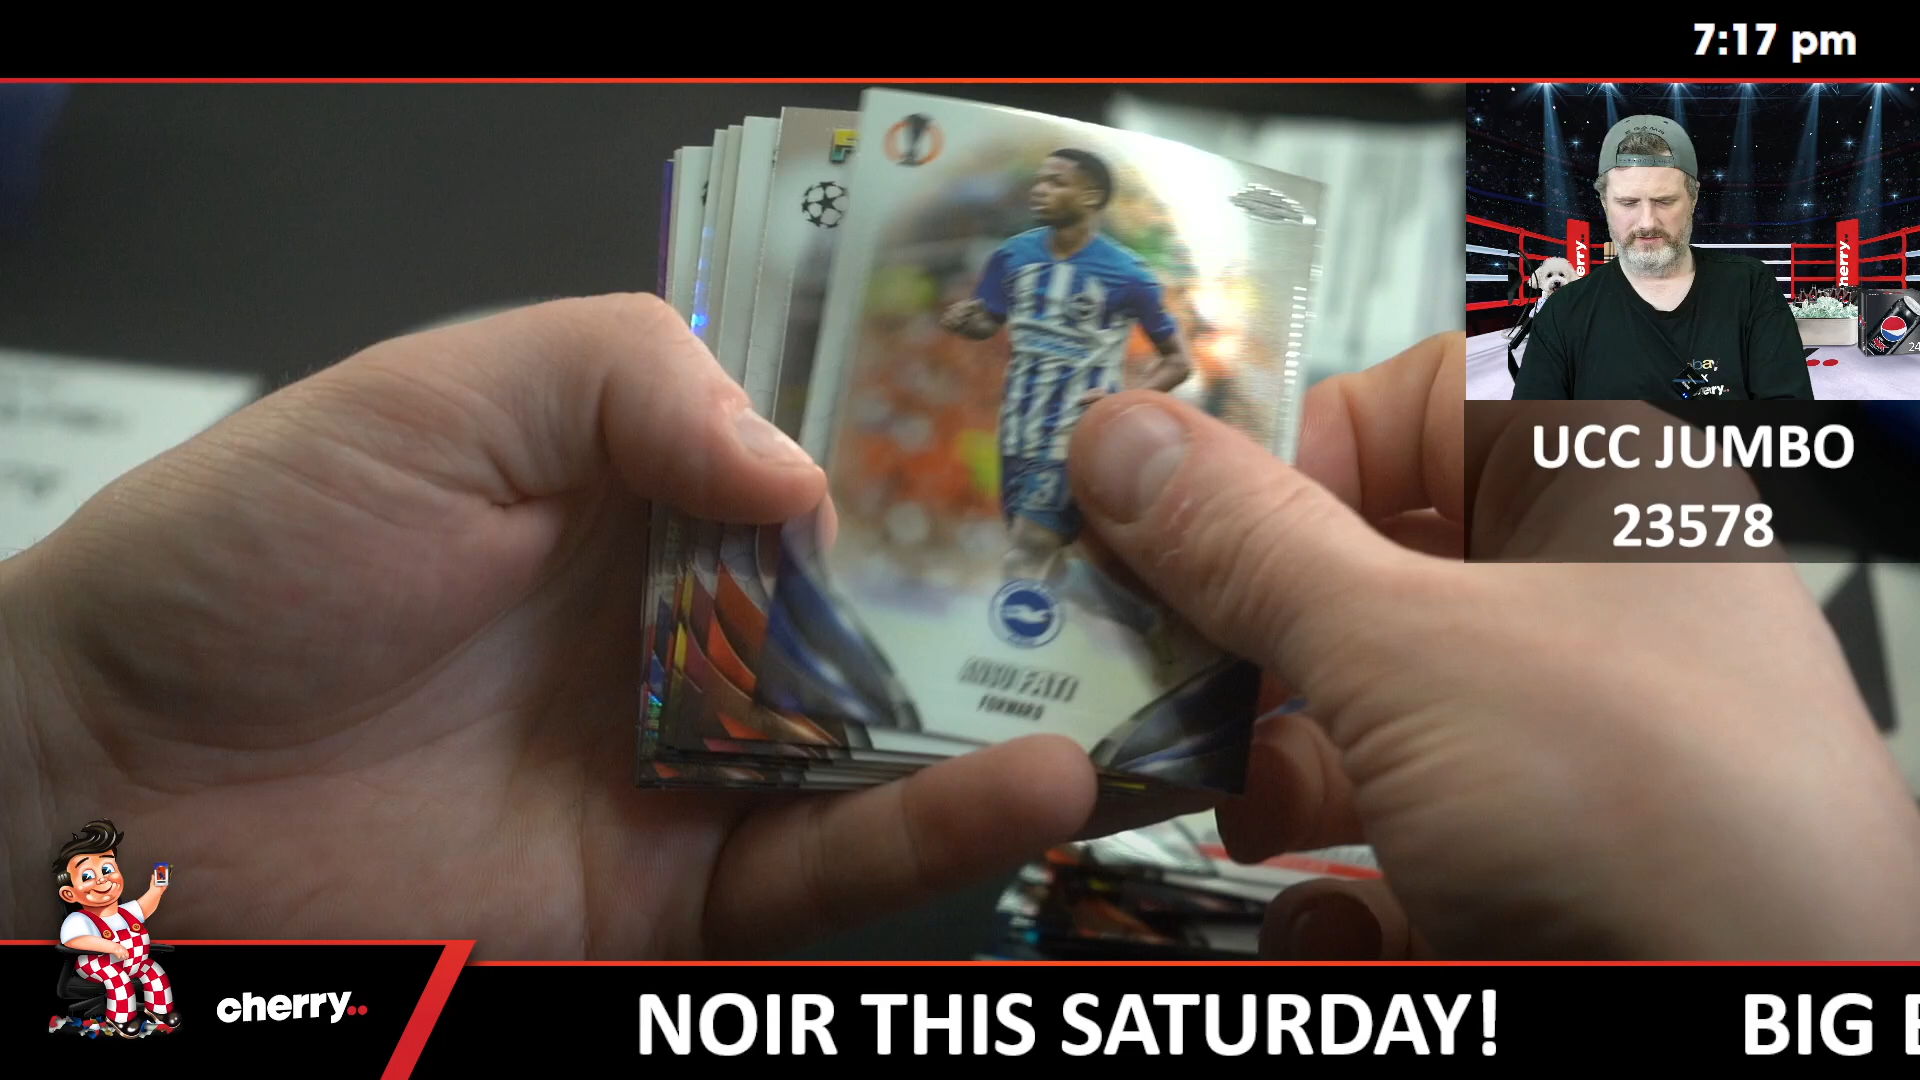 7:17 pm
UCC JUMBO
23578
ANSU FATI
FORWARD
cherry..
NOIR THIS SATURDAY!
BIG